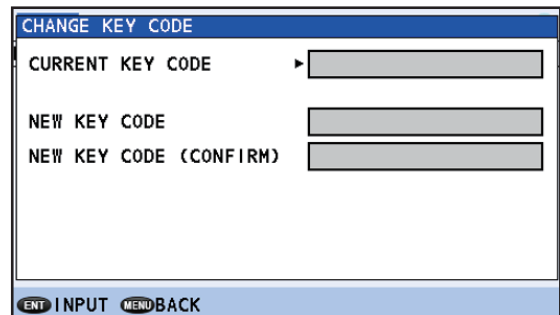 CHANGE KEY CODE
CURRENT KEY CODE
NEW KEY CODE
NEW KEY CODE (CONFIRM)
ENT INPUT MENU BACK